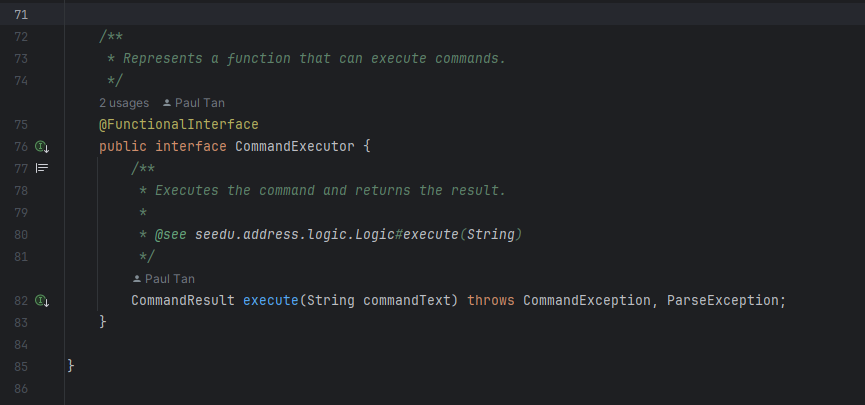 71
72 /**
73 * Represents a function that can execute commands.
74 */
2 usages Paul Tan
75 @FunctionalInterface
76 public interface CommandExecutor {
77 /**
78 * Executes the command and returns the result.
79 *
80 * @see seedu.address.logic.Logic#execute(String)
81 */
Paul Tan
82 CommandResult execute(String commandText) throws CommandException, ParseException;
83 }
84
85 }
86